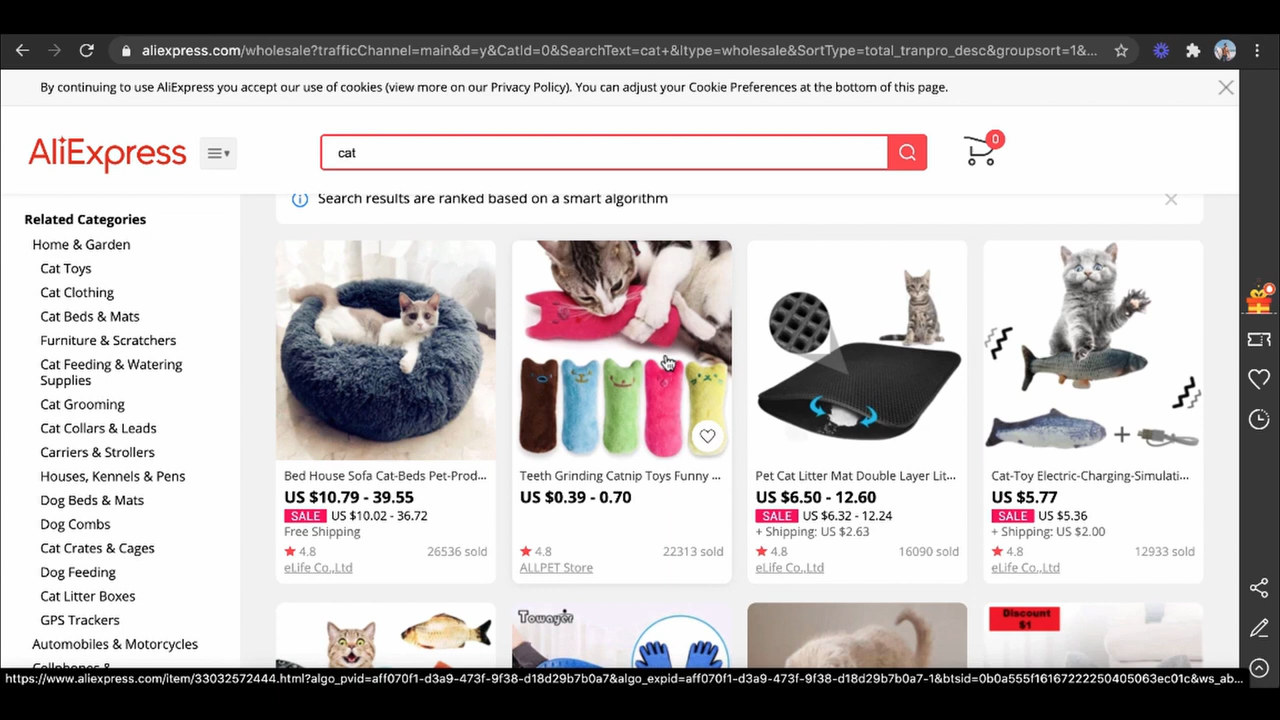 aliexpress.com/wholesale?trafficChannel=main&d=y&CatId=0&SearchText=cat+&ltype=wholesale&SortType=total_tranpro_desc&groupsort=1&...
By continuing to use AliExpress you accept our use of cookies (view more on our Privacy Policy). You can adjust your Cookie Preferences at the bottom of this page.
AliExpress
cat
0
Search results are ranked based on a smart algorithm
Related Categories
Home & Garden
Cat Toys
Cat Clothing
Cat Beds & Mats
Furniture & Scratchers
Cat Feeding & Watering
Supplies
Cat Grooming
Cat Collars & Leads
Carriers & Strollers
Houses, Kennels & Pens
Dog Beds & Mats
Dog Combs
Cat Crates & Cages
Dog Feeding
Cat Litter Boxes
GPS Trackers
Automobiles & Motorcycles
Cellphones &
Bed House Sofa Cat-Beds Pet-Prod...
US $10.79 - 39.55
SALE US $10.02 - 36.72
Free Shipping
4.8 26536 sold
eLife Co.,Ltd
Teeth Grinding Catnip Toys Funny ...
US $0.39 - 0.70
4.8 22313 sold
ALLPET Store
Pet Cat Litter Mat Double Layer Lit...
US $6.50 - 12.60
SALE US $6.32 - 12.24
+ Shipping: US $2.63
4.8 16090 sold
eLife Co.,Ltd
Cat-Toy Electric-Charging-Simulati...
US $5.77
SALE US $5.36
+ Shipping: US $2.00
4.8 12933 sold
eLife Co.,Ltd
Towayer
Discount
$1
https://www.aliexpress.com/item/33032572444.html?algo_pvid=aff070f1-d3a9-473f-9f38-d18d29b7b0a7&algo_expid=aff070f1-d3a9-473f-9f38-d18d29b7b0a7-1&btsid=0b0a555f16167222250405063ec01c&ws_ab...